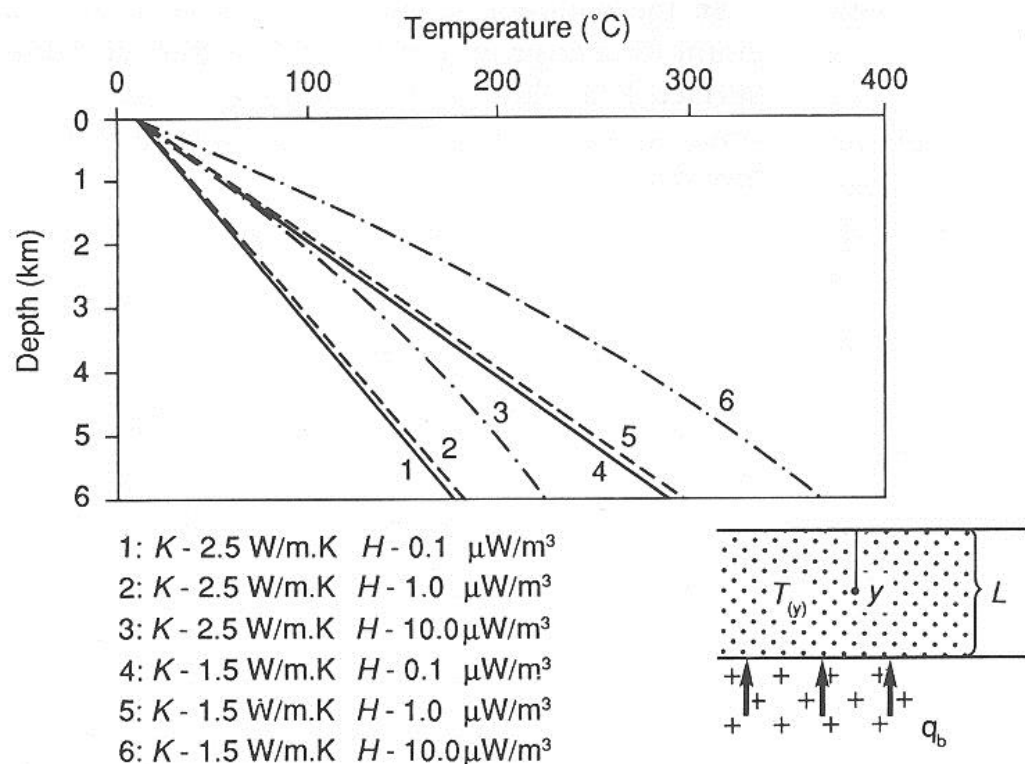 Temperature (°C)
0 100 200 300 400
Depth (km)
0
1
2
3
4
5
6
1
2
3
4
5
6
1: K - 2.5 W/m.K H - 0.1 μW/m³
2: K - 2.5 W/m.K H - 1.0 μW/m³
3: K - 2.5 W/m.K H - 10.0 μW/m³
4: K - 1.5 W/m.K H - 0.1 μW/m³
5: K - 1.5 W/m.K H - 1.0 μW/m³
6: K - 1.5 W/m.K H - 10.0 μW/m³
T(y) y L
qb